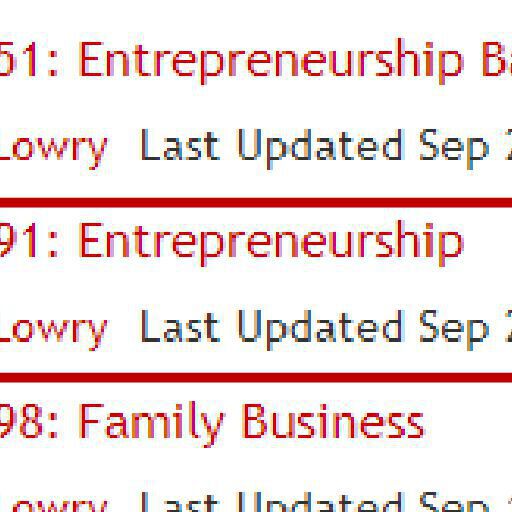 61: Entrepreneurship Ba
Lowry Last Updated Sep 2
91: Entrepreneurship
Lowry Last Updated Sep 2
98: Family Business
Lowry Last Updated Sep